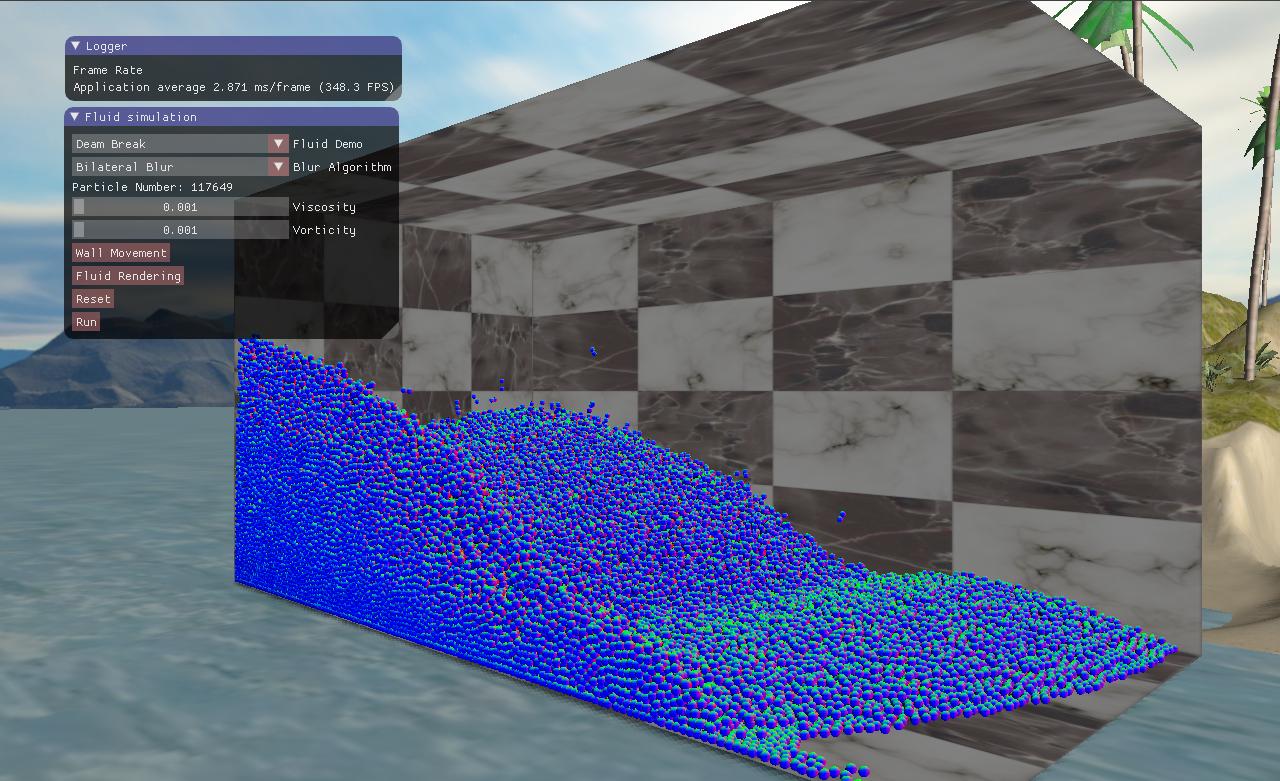 Logger
Frame Rate
Application average 2.871 ms/frame (348.3 FPS)
Fluid simulation
Deam Break Fluid Demo
Bilateral Blur Blur Algorithm
Particle Number: 117649
0.001 Viscosity
0.001 Vorticity
Wall Movement
Fluid Rendering
Reset
Run